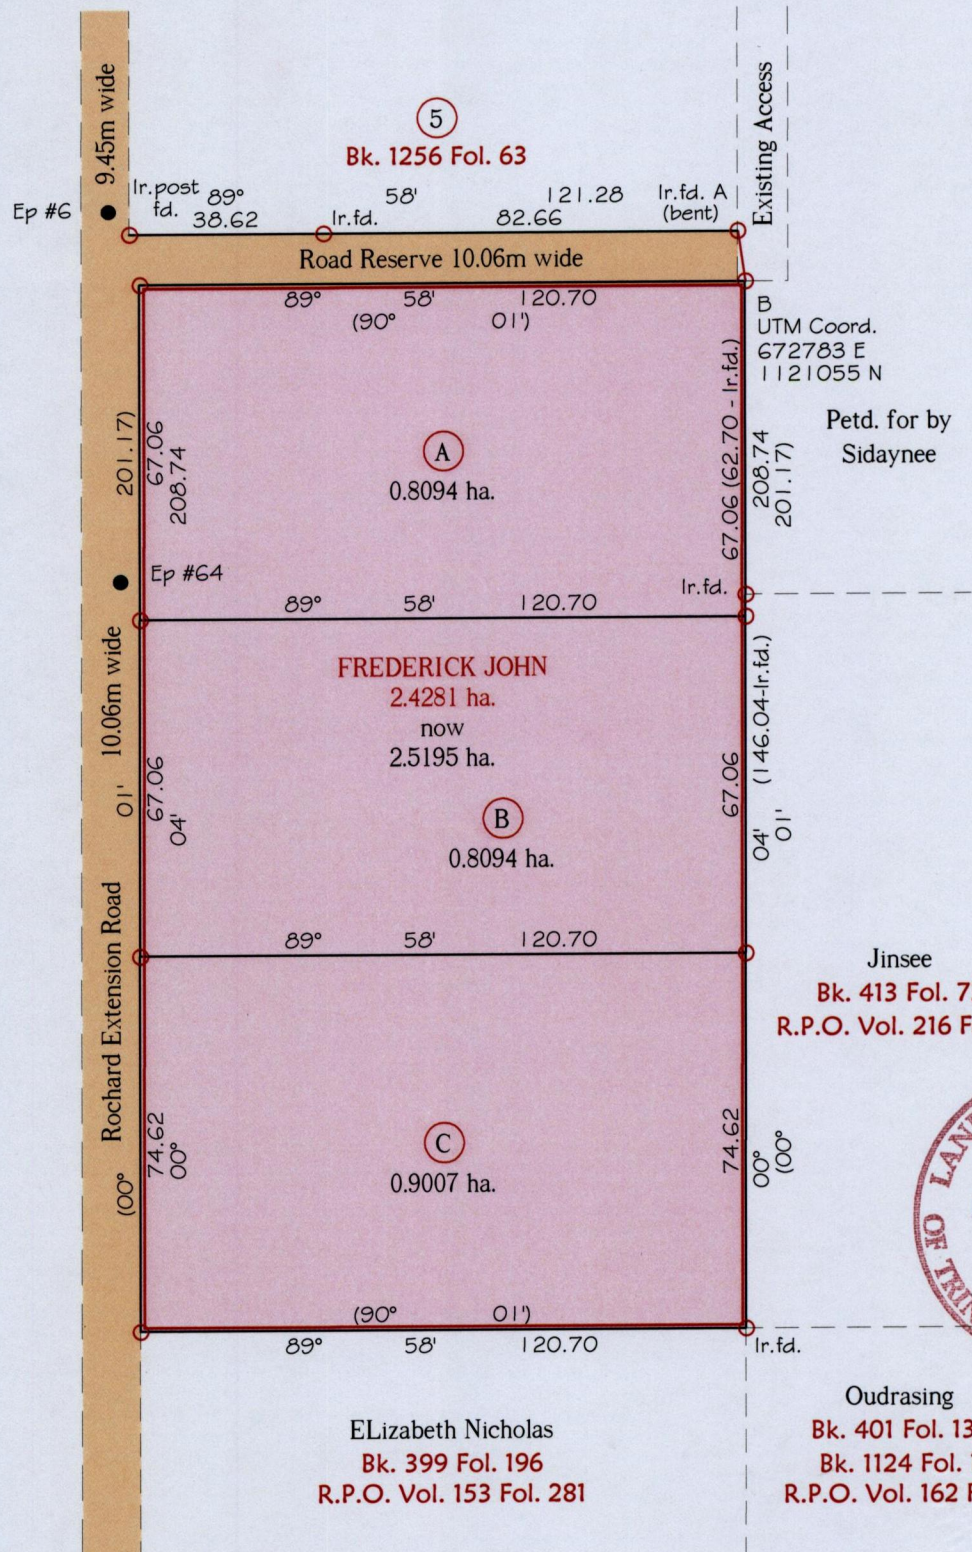 9.45m wide
Existing Access
5
Bk. 1256 Fol. 63
Ep #6
Ir.post fd.
89° 58' 121.28
38.62 Ir.fd. 82.66
Ir.fd. A
(bent)
Road Reserve 10.06m wide
89° 58' 120.70
(90° 01')
B
UTM Coord.
672783 E
1121055 N
Petd. for by
Sidaynee
201.17)
67.06
208.74
A
0.8094 ha.
67.06 (62.70 - Ir.fd.)
208.74
201.17)
Ep #64
Ir.fd.
89° 58' 120.70
FREDERICK JOHN
2.4281 ha.
now
2.5195 ha.
10.06m wide
01'
67.06
04'
B
0.8094 ha.
67.06
(146.04-Ir.fd.)
04'
01'
89° 58' 120.70
Jinsee
Bk. 413 Fol.
R.P.O. Vol. 216
Rochard Extension Road
(00°
74.62
00°
C
0.9007 ha.
74.62
00°
(00°
OF
(90° 01')
89° 58' 120.70
Ir.fd.
ELizabeth Nicholas
Bk. 399 Fol. 196
R.P.O. Vol. 153 Fol. 281
Oudrasing
Bk. 401 Fol. 13
Bk. 1124 Fol.
R.P.O. Vol. 162